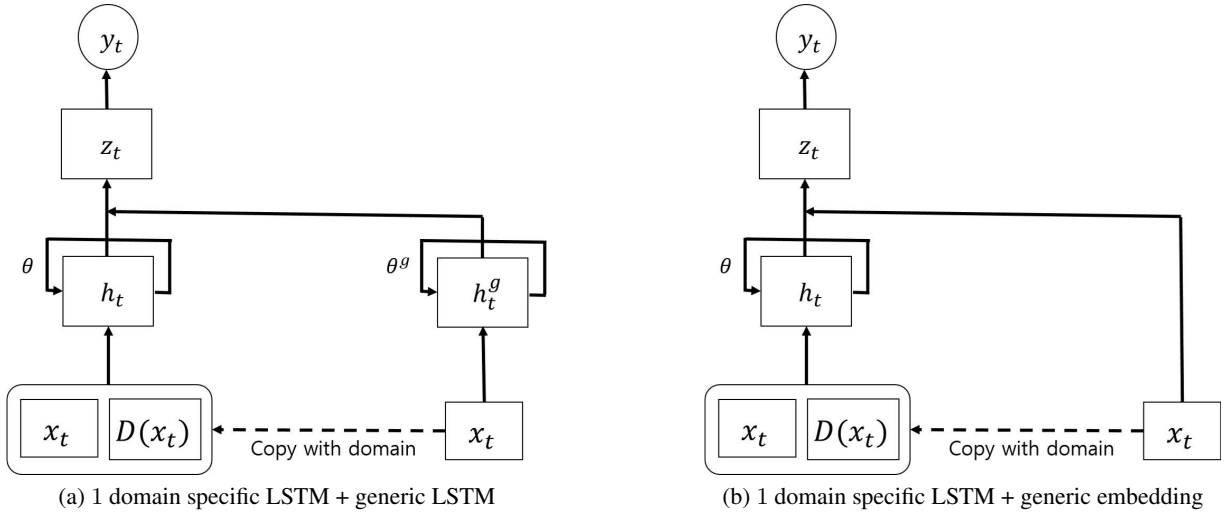 y_t
z_t
θ
h_t
θ^g
h_t^g
x_t
D(x_t)
Copy with domain
x_t
(a) 1 domain specific LSTM + generic LSTM
y_t
z_t
θ
h_t
x_t
D(x_t)
Copy with domain
x_t
(b) 1 domain specific LSTM + generic embedding